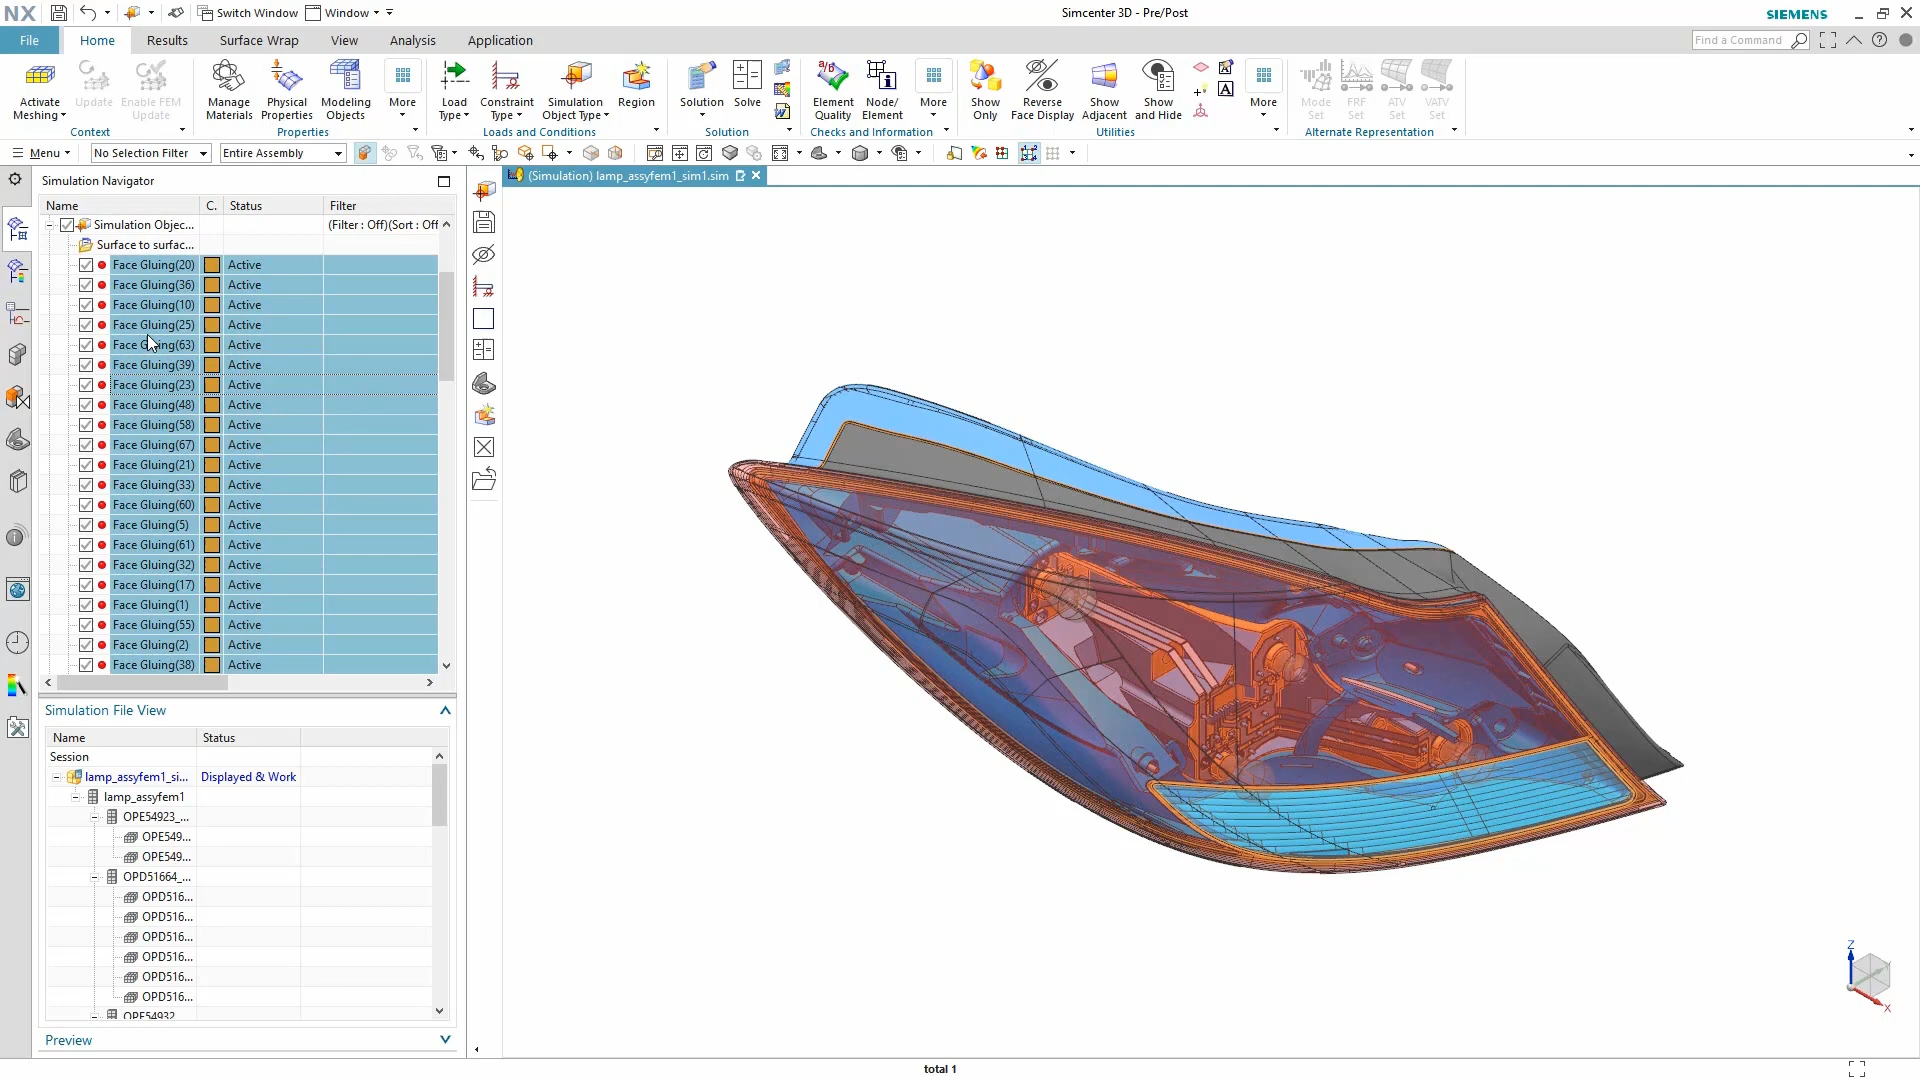 NX Switch Window Window Simcenter 3D - Pre/Post SIEMENS
File Home Results Surface Wrap View Analysis Application Find a Command
Activate Meshing Update Enable FEM Update Manage Materials Physical Properties Modeling Objects More Load Type Constraint Type Simulation Object Type Region Solution Solve Element Quality Node/ Element More Show Only Reverse Face Display Show Adjacent Show and Hide More Mode Set FRF Set ATV Set VATV Set
Context Properties Loads and Conditions Solution Checks and Information Utilities Alternate Representation
Menu No Selection Filter Entire Assembly
Simulation Navigator
(Simulation) lamp_assyfem1_sim1.sim
Name C. Status Filter
Simulation Objec... (Filter : Off)(Sort : Off
Surface to surfac...
Face Gluing(20) Active
Face Gluing(36) Active
Face Gluing(10) Active
Face Gluing(25) Active
Face Gluing(63) Active
Face Gluing(39) Active
Face Gluing(23) Active
Face Gluing(48) Active
Face Gluing(58) Active
Face Gluing(67) Active
Face Gluing(21) Active
Face Gluing(33) Active
Face Gluing(60) Active
Face Gluing(5) Active
Face Gluing(61) Active
Face Gluing(32) Active
Face Gluing(17) Active
Face Gluing(1) Active
Face Gluing(55) Active
Face Gluing(2) Active
Face Gluing(38) Active
Simulation File View
Name Status
Session
lamp_assyfem1_si... Displayed & Work
lamp_assyfem1
OPE54923_...
OPE549...
OPE549...
OPD51664_...
OPD516...
OPD516...
OPD516...
OPD516...
OPD516...
OPD516...
OPE54932
Preview
Z
X
total 1